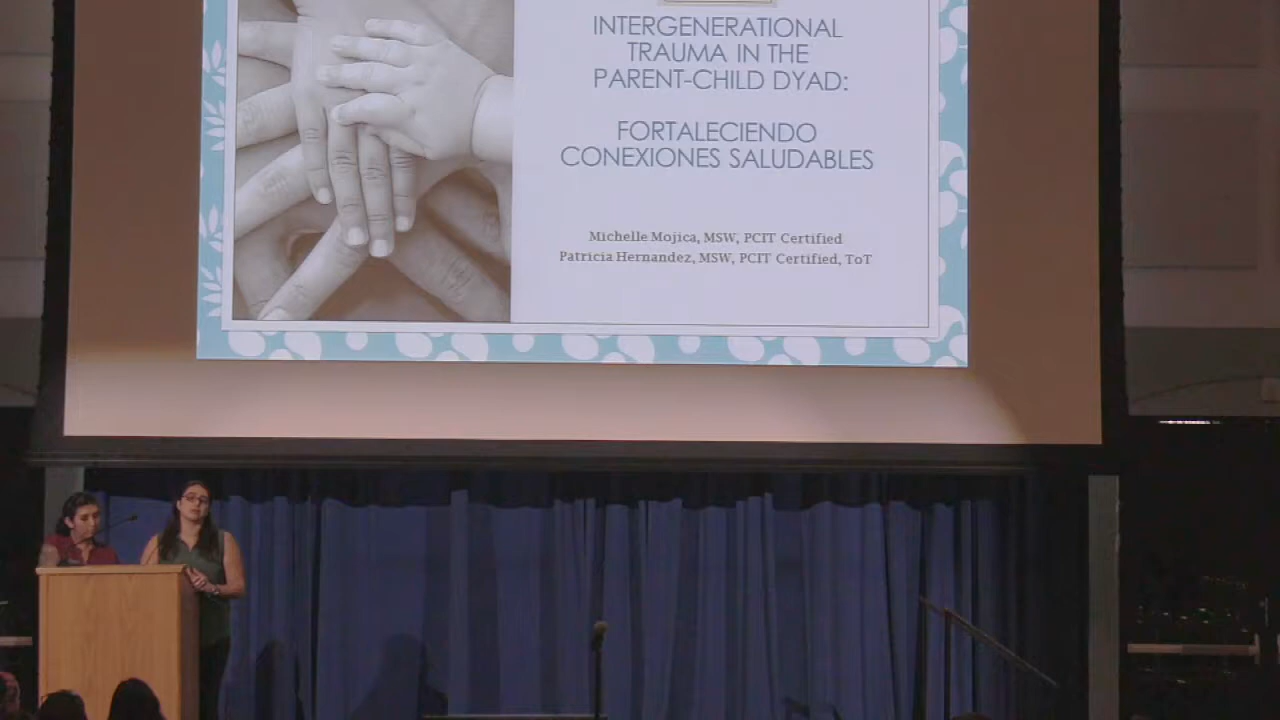 INTERGENERATIONAL
TRAUMA IN THE
PARENT-CHILD DYAD:
FORTALECIENDO
CONEXIONES SALUDABLES
Michelle Mojica, MSW, PCIT Certified
Patricia Hernandez, MSW, PCIT Certified, ToT